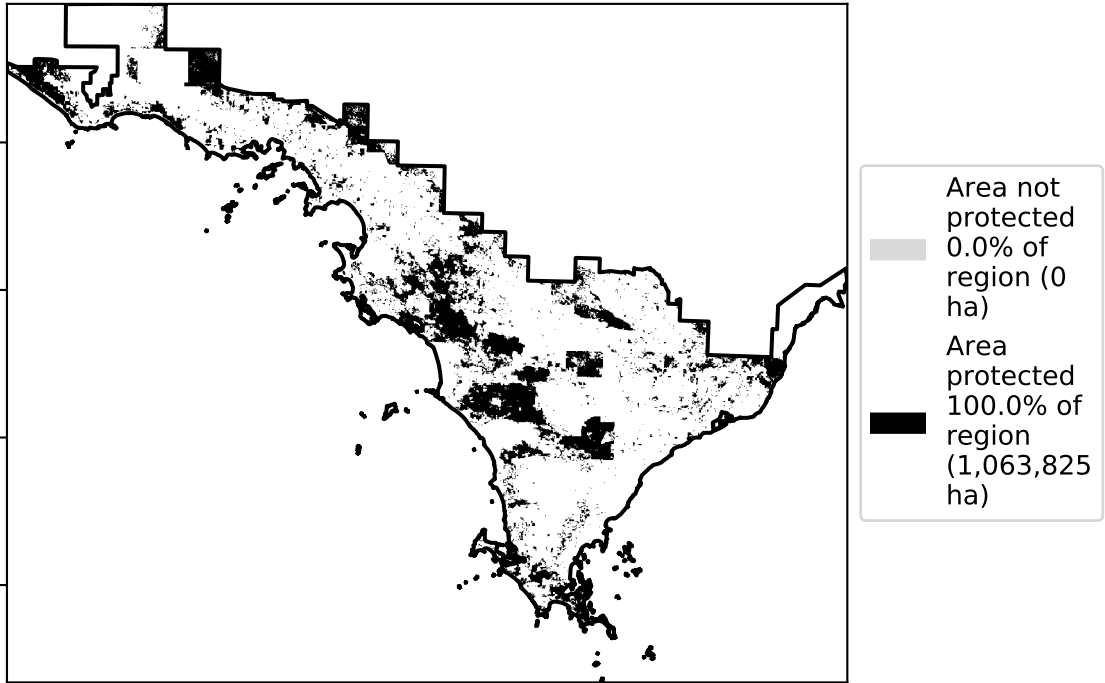 Area not
protected
0.0% of
region (0
ha)
Area
protected
100.0% of
region
(1,063,825
ha)